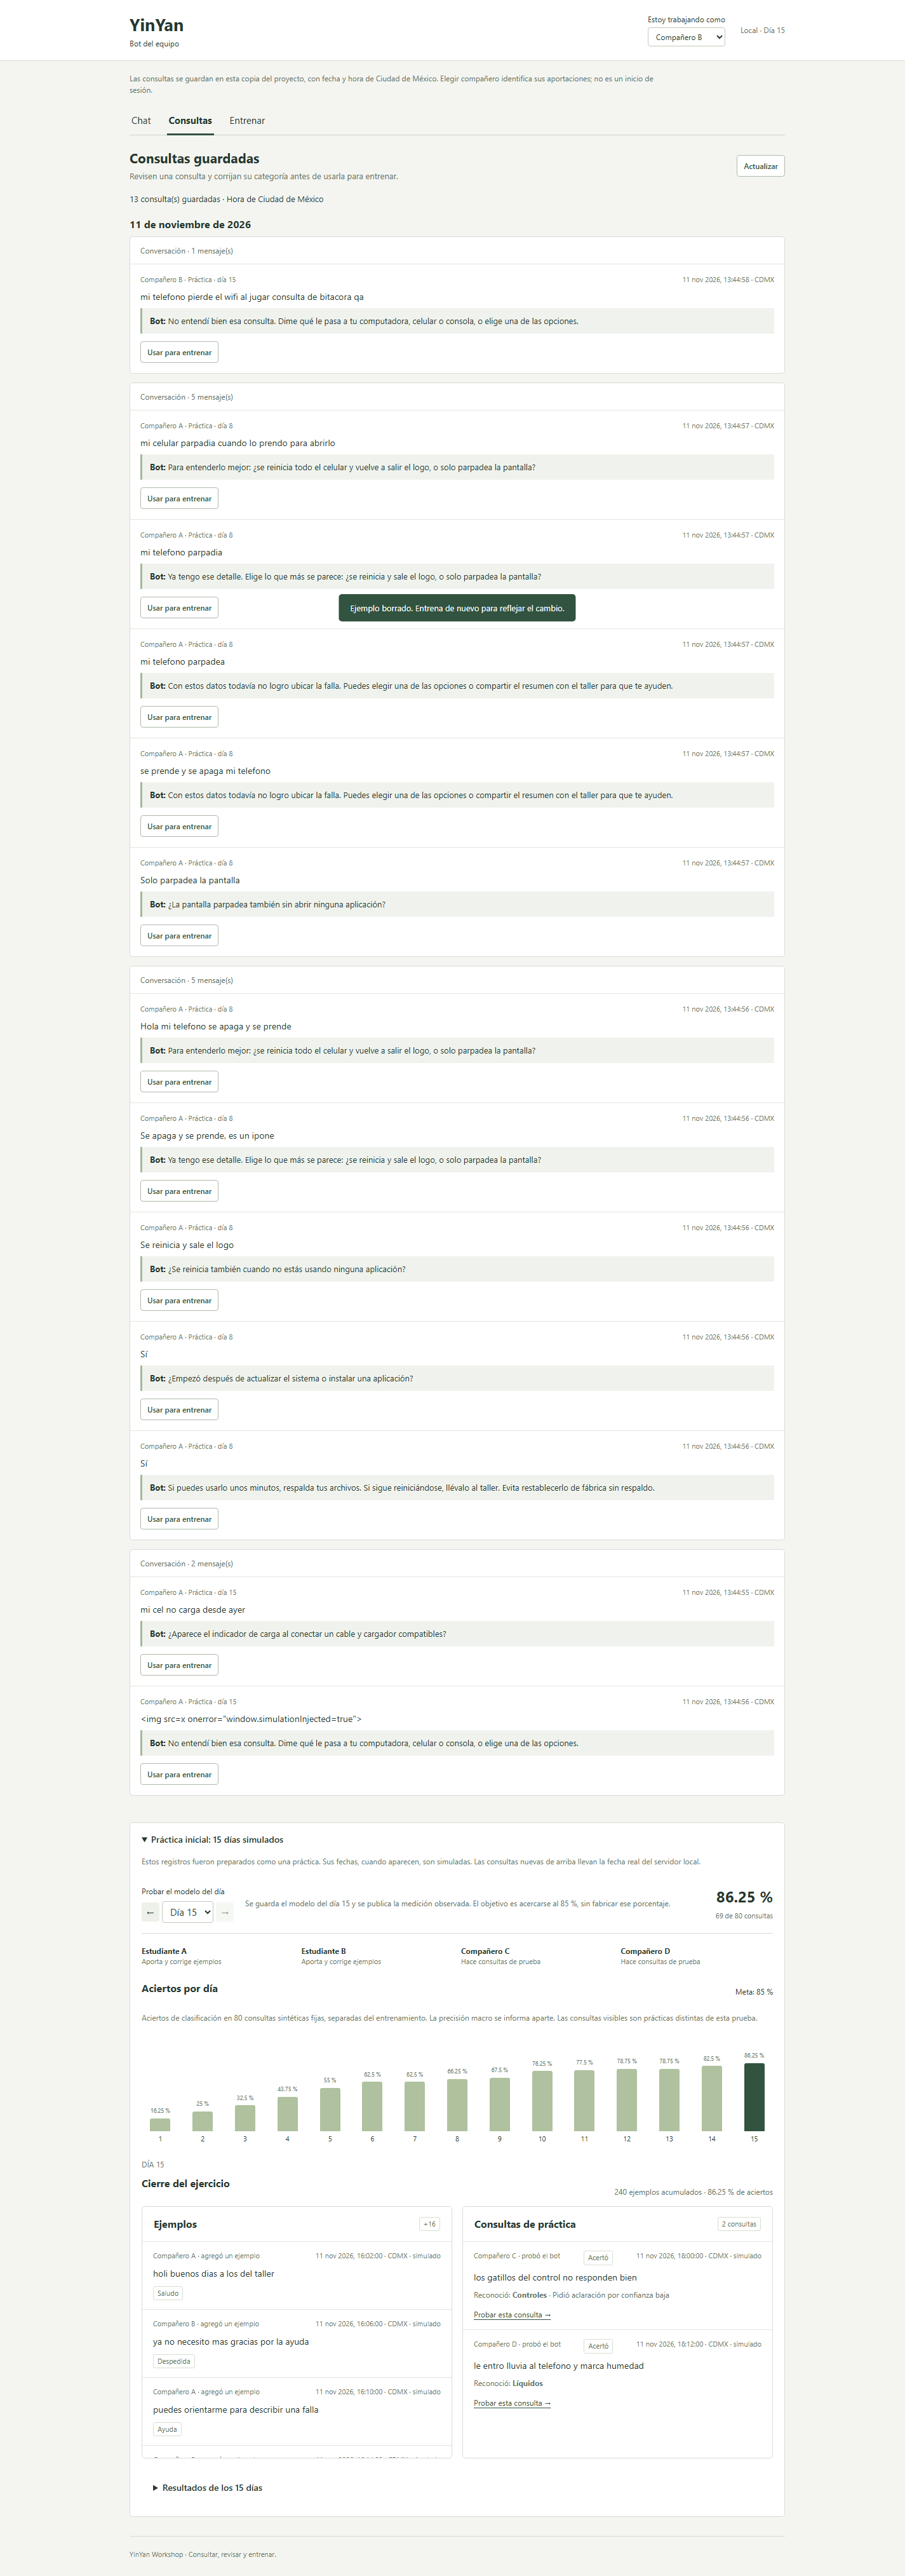 YinYan
Bot del equipo
Estoy trabajando como
Compañero B
Local · Día 15
Las consultas se guardan en esta copia del proyecto, con fecha y hora de Ciudad de México. Elegir compañero identifica sus aportaciones; no es un inicio de
sesión.
Chat Consultas Entrenar
Consultas guardadas
Revisen una consulta y corrijan su categoría antes de usarla para entrenar.
Actualizar
13 consulta(s) guardadas · Hora de Ciudad de México
11 de noviembre de 2026
Conversación · 1 mensaje(s)
Compañero B · Práctica · día 15 11 nov 2026, 13:44:58 · CDMX
mi telefono pierde el wifi al jugar consulta de bitacora qa
Bot: No entendí bien esa consulta. Dime qué le pasa a tu computadora, celular o consola, o elige una de las opciones.
Usar para entrenar
Conversación · 5 mensaje(s)
Compañero A · Práctica · día 8 11 nov 2026, 13:44:57 · CDMX
mi celular parpadia cuando lo prendo para abrirlo
Bot: Para entenderlo mejor: ¿se reinicia todo el celular y vuelve a salir el logo, o solo parpadea la pantalla?
Usar para entrenar
Compañero A · Práctica · día 8 11 nov 2026, 13:44:57 · CDMX
mi telefono parpadia
Bot: Ya tengo ese detalle. Elige lo que más se parece: ¿se reinicia y sale el logo, o solo parpadea la pantalla?
Usar para entrenar
Ejemplo borrado. Entrena de nuevo para reflejar el cambio.
Compañero A · Práctica · día 8 11 nov 2026, 13:44:57 · CDMX
mi telefono parpadea
Bot: Con estos datos todavía no logro ubicar la falla. Puedes elegir una de las opciones o compartir el resumen con el taller para que te ayuden.
Usar para entrenar
Compañero A · Práctica · día 8 11 nov 2026, 13:44:57 · CDMX
se prende y se apaga mi telefono
Bot: Con estos datos todavía no logro ubicar la falla. Puedes elegir una de las opciones o compartir el resumen con el taller para que te ayuden.
Usar para entrenar
Compañero A · Práctica · día 8 11 nov 2026, 13:44:57 · CDMX
Solo parpadea la pantalla
Bot: ¿La pantalla parpadea también sin abrir ninguna aplicación?
Usar para entrenar
Conversación · 5 mensaje(s)
Compañero A · Práctica · día 8 11 nov 2026, 13:44:56 · CDMX
Hola mi telefono se apaga y se prende
Bot: Para entenderlo mejor: ¿se reinicia todo el celular y vuelve a salir el logo, o solo parpadea la pantalla?
Usar para entrenar
Compañero A · Práctica · día 8 11 nov 2026, 13:44:56 · CDMX
Se apaga y se prende, es un ipone
Bot: Ya tengo ese detalle. Elige lo que más se parece: ¿se reinicia y sale el logo, o solo parpadea la pantalla?
Usar para entrenar
Compañero A · Práctica · día 8 11 nov 2026, 13:44:56 · CDMX
Se reinicia y sale el logo
Bot: ¿Se reinicia también cuando no estás usando ninguna aplicación?
Usar para entrenar
Compañero A · Práctica · día 8 11 nov 2026, 13:44:56 · CDMX
Sí
Bot: ¿Empezó después de actualizar el sistema o instalar una aplicación?
Usar para entrenar
Compañero A · Práctica · día 8 11 nov 2026, 13:44:56 · CDMX
Sí
Bot: Si puedes usarlo unos minutos, respalda tus archivos. Si sigue reiniciándose, llévalo al taller. Evita restablecerlo de fábrica sin respaldo.
Usar para entrenar
Conversación · 2 mensaje(s)
Compañero A · Práctica · día 15 11 nov 2026, 13:44:55 · CDMX
mi cel no carga desde ayer
Bot: ¿Aparece el indicador de carga al conectar un cable y cargador compatibles?
Usar para entrenar
Compañero A · Práctica · día 15 11 nov 2026, 13:44:56 · CDMX
<img src=x onerror="window.simulationInjected=true">
Bot: No entendí bien esa consulta. Dime qué le pasa a tu computadora, celular o consola, o elige una de las opciones.
Usar para entrenar
▼ Práctica inicial: 15 días simulados
Estos registros fueron preparados como una práctica. Sus fechas, cuando aparecen, son simuladas. Las consultas nuevas de arriba llevan la fecha real del servidor local.
Probar el modelo del día
← Día 15 →
Se guarda el modelo del día 15 y se publica la medición observada. El objetivo es acercarse al 85 %, sin fabricar ese porcentaje.
86.25 %
69 de 80 consultas
Estudiante A Estudiante B Compañero C Compañero D
Aporta y corrige ejemplos Aporta y corrige ejemplos Hace consultas de prueba Hace consultas de prueba
Aciertos por día
Meta: 85 %
Aciertos de clasificación en 80 consultas sintéticas fijas, separadas del entrenamiento. La precisión macro se informa aparte. Las consultas visibles son prácticas distintas de esta prueba.
16.25 % 25 % 32.5 % 43.75 % 55 % 62.5 % 62.5 % 66.25 % 67.5 % 76.25 % 77.5 % 78.75 % 78.75 % 82.5 % 86.25 %
1 2 3 4 5 6 7 8 9 10 11 12 13 14 15
DÍA 15
Cierre del ejercicio
240 ejemplos acumulados · 86.25 % de aciertos
Ejemplos +16
Compañero A · agregó un ejemplo 11 nov 2026, 16:02:00 · CDMX · simulado
holi buenos dias a los del taller
Saludo
Compañero B · agregó un ejemplo 11 nov 2026, 16:06:00 · CDMX · simulado
ya no necesito mas gracias por la ayuda
Despedida
Compañero A · agregó un ejemplo 11 nov 2026, 16:10:00 · CDMX · simulado
puedes orientarme para describir una falla
Ayuda
Consultas de práctica 2 consultas
Compañero C · probó el bot Acertó 11 nov 2026, 18:00:00 · CDMX · simulado
los gatillos del control no responden bien
Reconoció: Controles · Pidió aclaración por confianza baja
Probar esta consulta →
Compañero D · probó el bot Acertó 11 nov 2026, 18:12:00 · CDMX · simulado
le entro lluvia al telefono y marca humedad
Reconoció: Líquidos
Probar esta consulta →
▶ Resultados de los 15 días
YinYan Workshop · Consultar, revisar y entrenar.